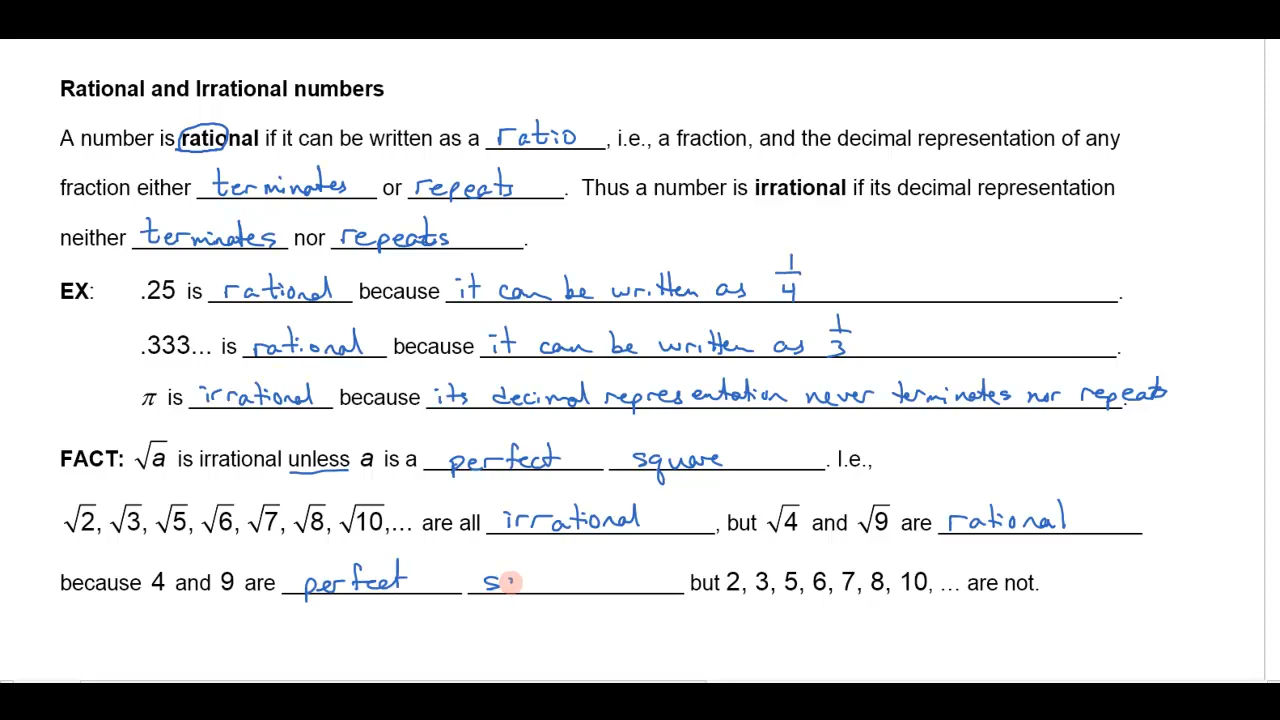 Rational and Irrational numbers
A number is rational if it can be written as a ratio, i.e., a fraction, and the decimal representation of any
fraction either terminates or repeats. Thus a number is irrational if its decimal representation
neither terminates nor repeats.
EX: .25 is rational because it can be written as 1/4.
.333... is rational because it can be written as 1/3.
π is irrational because its decimal representation never terminates nor repeats.
FACT: √a is irrational unless a is a perfect square. I.e.,
√2, √3, √5, √6, √7, √8, √10,... are all irrational, but √4 and √9 are rational
because 4 and 9 are perfect s but 2, 3, 5, 6, 7, 8, 10, ... are not.